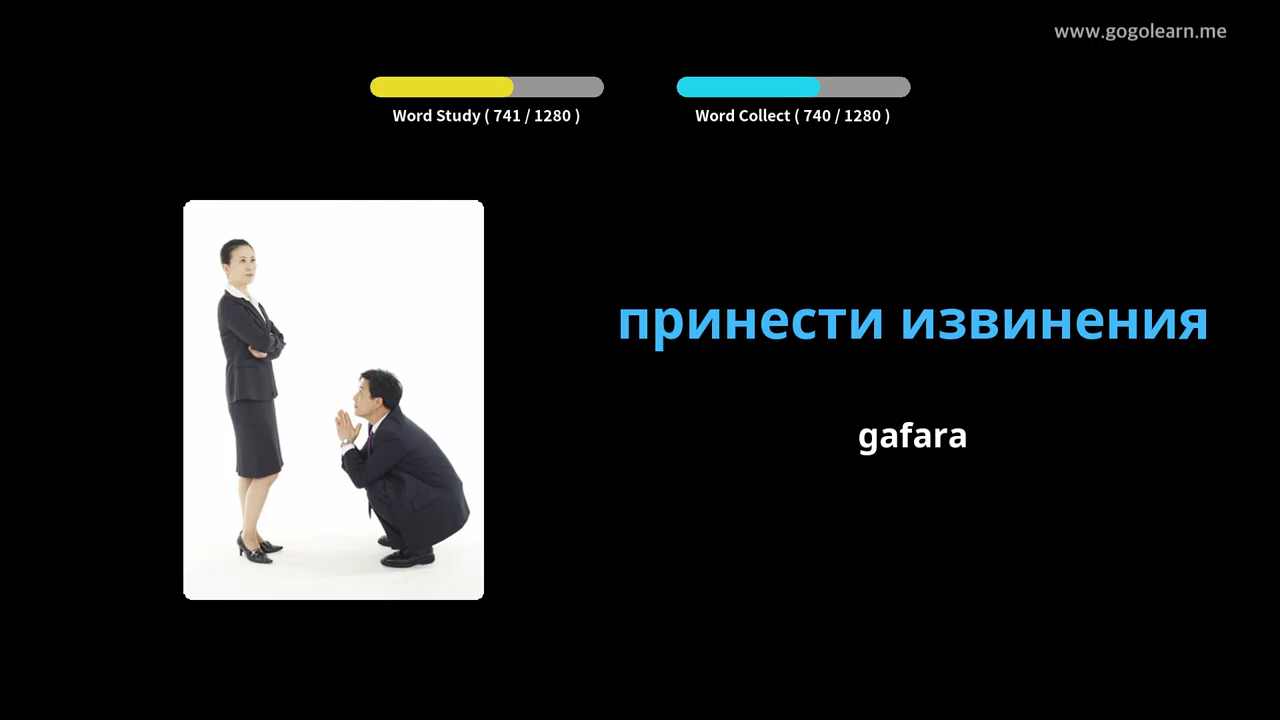 www.gogolearn.me
Word Study ( 741 / 1280 )
Word Collect ( 740 / 1280 )
принести извинения
gafara